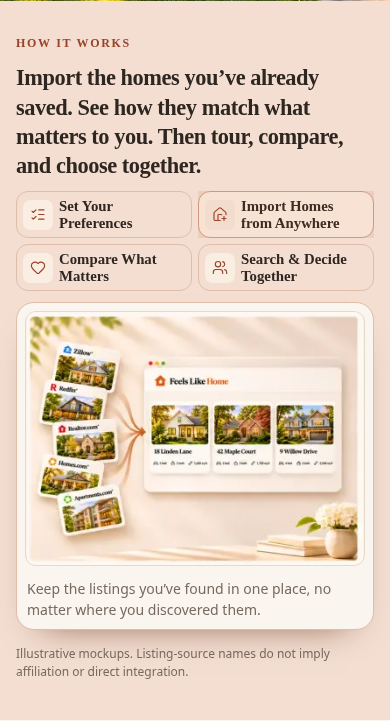 HOW IT WORKS
Import the homes you’ve already
saved. See how they match what
matters to you. Then tour, compare,
and choose together.
Set Your
Preferences
Import Homes
from Anywhere
Compare What
Matters
Search & Decide
Together
Zillow
Redfin
Realtor.com
Homes.com
Apartments.com
Feels Like Home
18 Linden Lane
42 Maple Court
9 Willow Drive
Keep the listings you’ve found in one place, no
matter where you discovered them.
Illustrative mockups. Listing-source names do not imply
affiliation or direct integration.